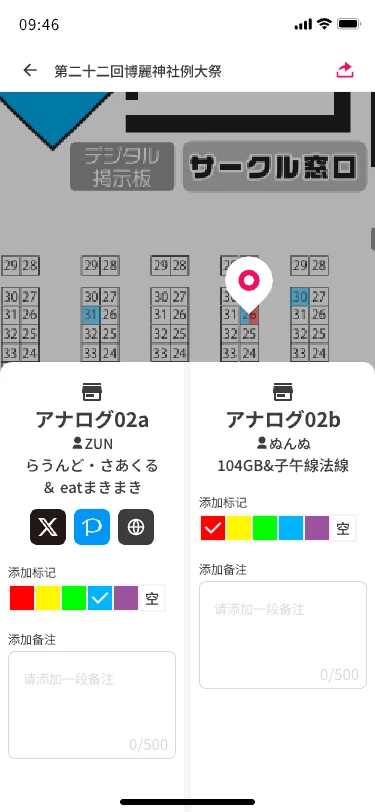 09:46
第二十二回博麗神社例大祭
デジタル
掲示板
サークル窓口
29 28 29 28 29 28 29 28 29 28
30 27 30 27 30 27 30 30 27
31 26 31 26 31 26 31 26 31 26
32 25 32 25 32 25 32 25 32 25
33 24 33 24 33 24 33 24 33 24
アナログ02a
ZUN
らうんど・さあくる
& eatまきまき
添加标记
空
添加备注
请添加一段备注
0/500
アナログ02b
ぬんぬ
104GB&子午線法線
添加标记
空
添加备注
请添加一段备注
0/500